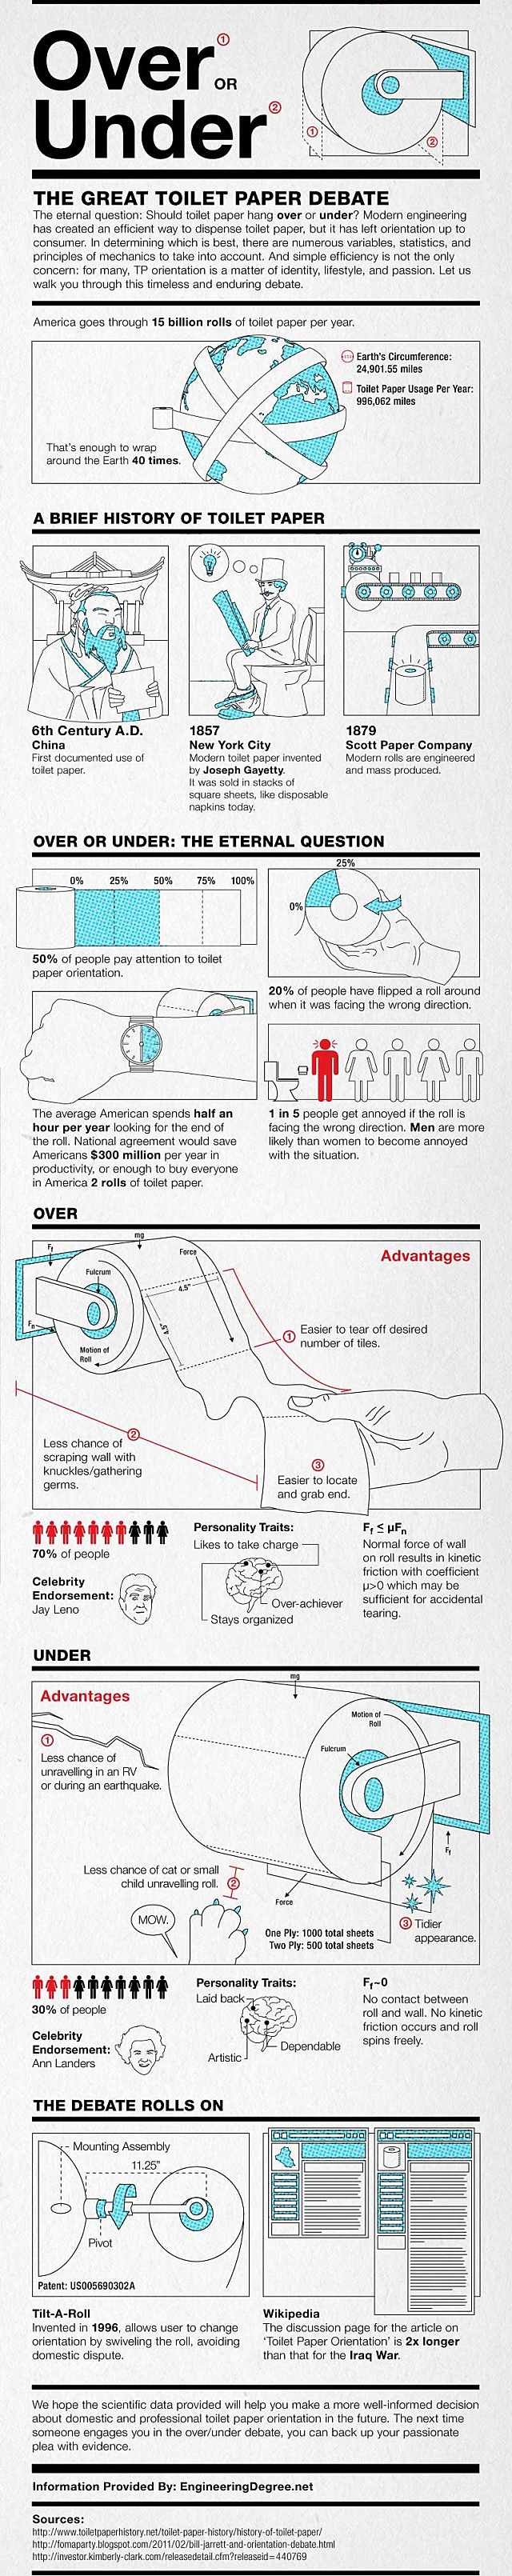 Over 1
OR
Under 2
1
2
THE GREAT TOILET PAPER DEBATE
The eternal question: Should toilet paper hang over or under? Modern engineering
has created an efficient way to dispense toilet paper, but it has left orientation up to
consumer. In determining which is best, there are numerous variables, statistics, and
principles of mechanics to take into account. And simple efficiency is not the only
concern: for many, TP orientation is a matter of identity, lifestyle, and passion. Let us
walk you through this timeless and enduring debate.
America goes through 15 billion rolls of toilet paper per year.
Earth's Circumference:
24,901.55 miles
Toilet Paper Usage Per Year:
996,062 miles
That's enough to wrap
around the Earth 40 times.
A BRIEF HISTORY OF TOILET PAPER
6th Century A.D.
China
First documented use of
toilet paper.
1857
New York City
Modern toilet paper invented
by Joseph Gayetty.
It was sold in stacks of
square sheets, like disposable
napkins today.
1879
Scott Paper Company
Modern rolls are engineered
and mass produced.
OVER OR UNDER: THE ETERNAL QUESTION
0% 25% 50% 75% 100%
50% of people pay attention to toilet
paper orientation.
25%
0%
20% of people have flipped a roll around
when it was facing the wrong direction.
The average American spends half an
hour per year looking for the end of
the roll. National agreement would save
Americans $300 million per year in
productivity, or enough to buy everyone
in America 2 rolls of toilet paper.
1 in 5 people get annoyed if the roll is
facing the wrong direction. Men are more
likely than women to become annoyed
with the situation.
OVER
Advantages
mg
Ff
Force
Fulcrum
4.5"
4.5"
Fn
Motion of
Roll
1 Easier to tear off desired
number of tiles.
2
Less chance of
scraping wall with
knuckles/gathering
germs.
3
Easier to locate
and grab end.
70% of people
Celebrity
Endorsement:
Jay Leno
Personality Traits:
Likes to take charge
Over-achiever
Stays organized
Ff ≤ μFn
Normal force of wall
on roll results in kinetic
friction with coefficient
μ>0 which may be
sufficient for accidental
tearing.
UNDER
Advantages
mg
Motion of
Roll
Fulcrum
1
Less chance of
unravelling in an RV
or during an earthquake.
Ff
Less chance of cat or small
child unravelling roll.
2
Force
MOW.
One Ply: 1000 total sheets
Two Ply: 500 total sheets
3 Tidier
appearance.
30% of people
Celebrity
Endorsement:
Ann Landers
Personality Traits:
Laid back
Dependable
Artistic
Ff~0
No contact between
roll and wall. No kinetic
friction occurs and roll
spins freely.
THE DEBATE ROLLS ON
Mounting Assembly
11.25"
Pivot
Patent: US005690302A
Tilt-A-Roll
Invented in 1996, allows user to change
orientation by swiveling the roll, avoiding
domestic dispute.
Wikipedia
The discussion page for the article on
'Toilet Paper Orientation' is 2x longer
than that for the Iraq War.
We hope the scientific data provided will help you make a more well-informed decision
about domestic and professional toilet paper orientation in the future. The next time
someone engages you in the over/under debate, you can back up your passionate
plea with evidence.
Information Provided By: EngineeringDegree.net
Sources:
http://www.toiletpaperhistory.net/toilet-paper-history/history-of-toilet-paper/
http://fomaparty.blogspot.com/2011/02/bill-jarrett-and-orientation-debate.html
http://investor.kimberly-clark.com/releasedetail.cfm?releaseid=440769